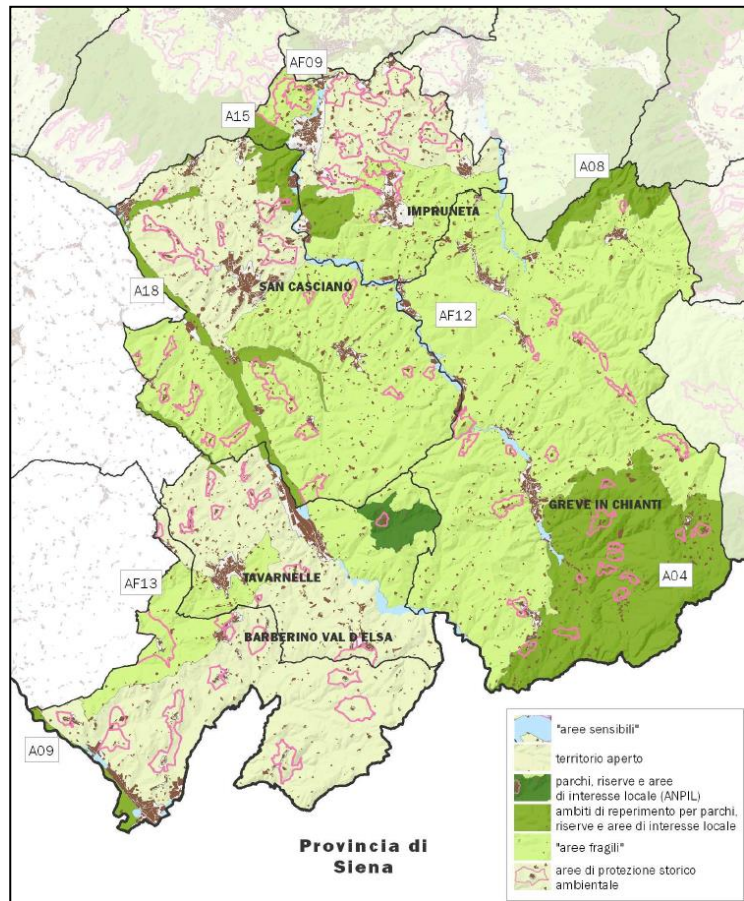 AF09
A15
A08
IMPRUNETA
A18
SAN CASCIANO
AF12
GREVE IN CHIANTI
AF13
TAVARNELLE
A04
BARBERINO VAL D'ELSA
A09
Provincia di
Siena
"aree sensibili"
territorio aperto
parchi, riserve e aree
di interesse locale (ANPIL)
ambiti di reperimento per parchi,
riserve e aree di interesse locale
"aree fragili"
aree di protezione storico
ambientale